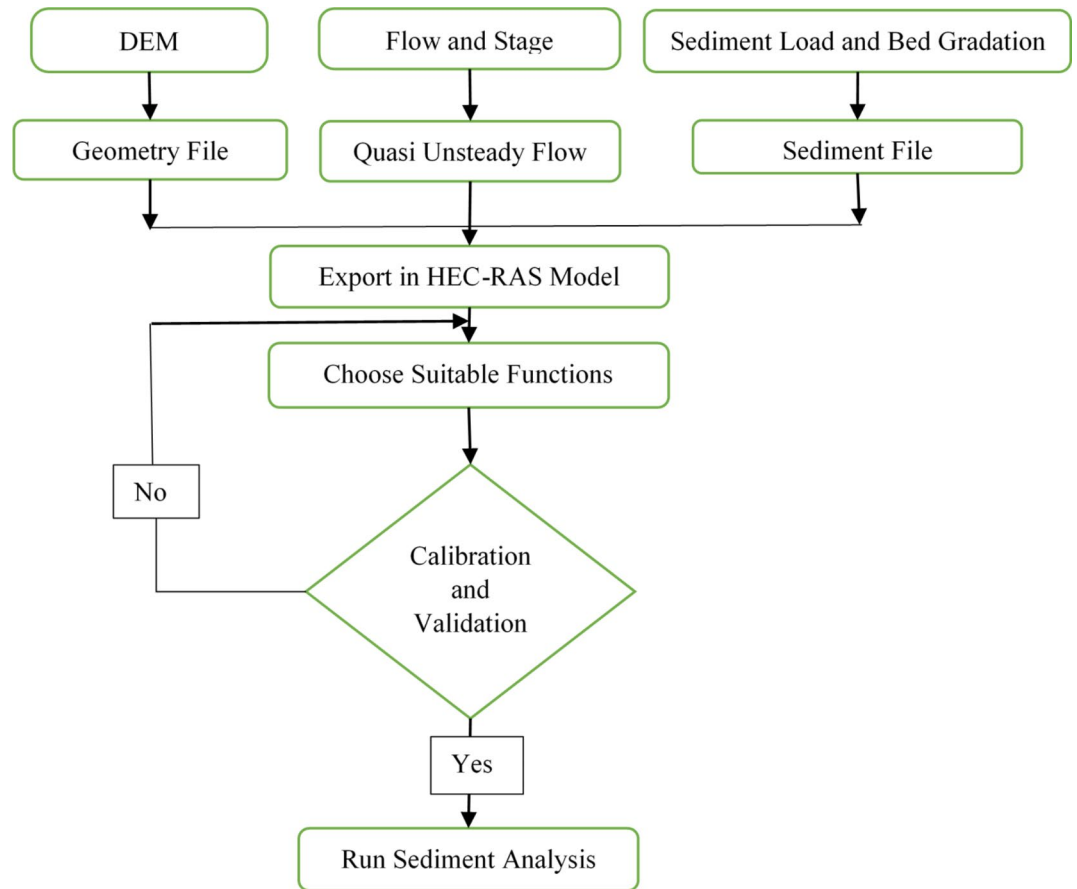 DEM
Flow and Stage
Sediment Load and Bed Gradation
Geometry File
Quasi Unsteady Flow
Sediment File
Export in HEC-RAS Model
Choose Suitable Functions
No
Calibration
and
Validation
Yes
Run Sediment Analysis